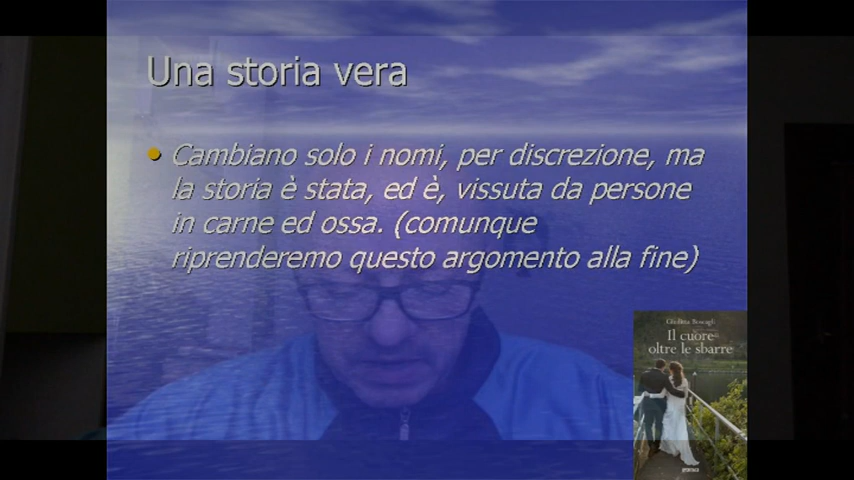 Una storia vera
Cambiano solo i nomi, per discrezione, ma
la storia è stata, ed è, vissuta da persone
in carne ed ossa. (comunque
riprenderemo questo argomento alla fine)
Il cuore
oltre le sbarre